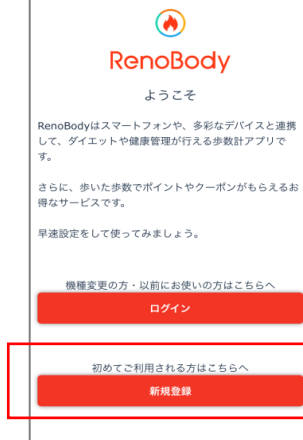 RenoBody
ようこそ
RenoBodyはスマートフォンや、多彩なデバイスと連携
して、ダイエットや健康管理が行える歩数計アプリで
す。
さらに、歩いた歩数でポイントやクーポンがもらえるお
得なサービスです。
早速設定をして使ってみましょう。
機種変更の方・以前にお使いの方はこちらへ
ログイン
初めてご利用される方はこちらへ
新規登録